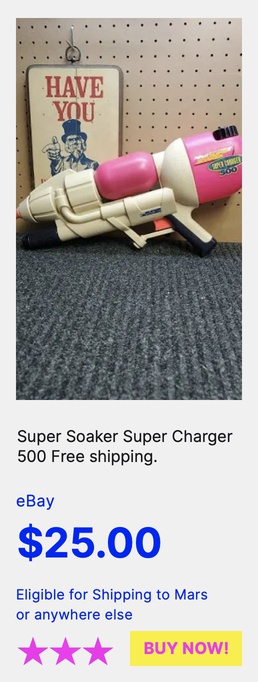 HAVE
YOU
SUPER CHARGER
500
Super Soaker Super Charger
500 Free shipping.
eBay
$25.00
Eligible for Shipping to Mars
or anywhere else
BUY NOW!